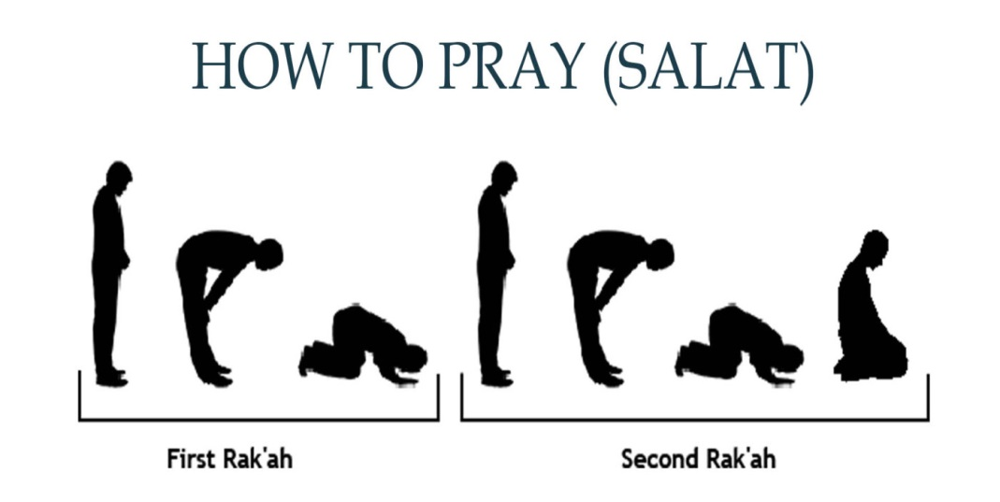 HOW TO PRAY (SALAT)
First Rak'ah
Second Rak'ah